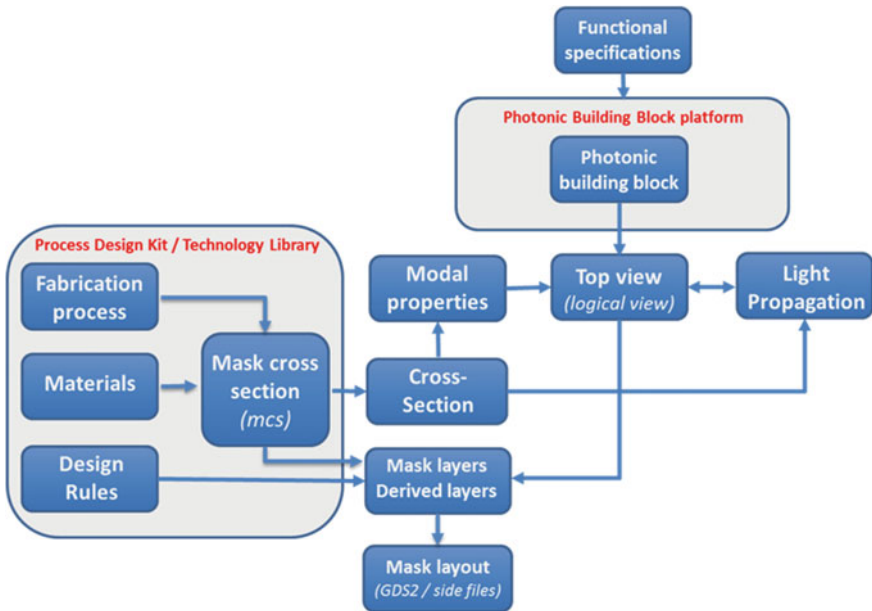 Functional
specifications
Photonic Building Block platform
Photonic
building block
Process Design Kit / Technology Library
Fabrication
process
Modal
properties
Top view
(logical view)
Light
Propagation
Materials
Mask cross
section
(mcs)
Cross-
Section
Design
Rules
Mask layers
Derived layers
Mask layout
(GDS2 / side files)